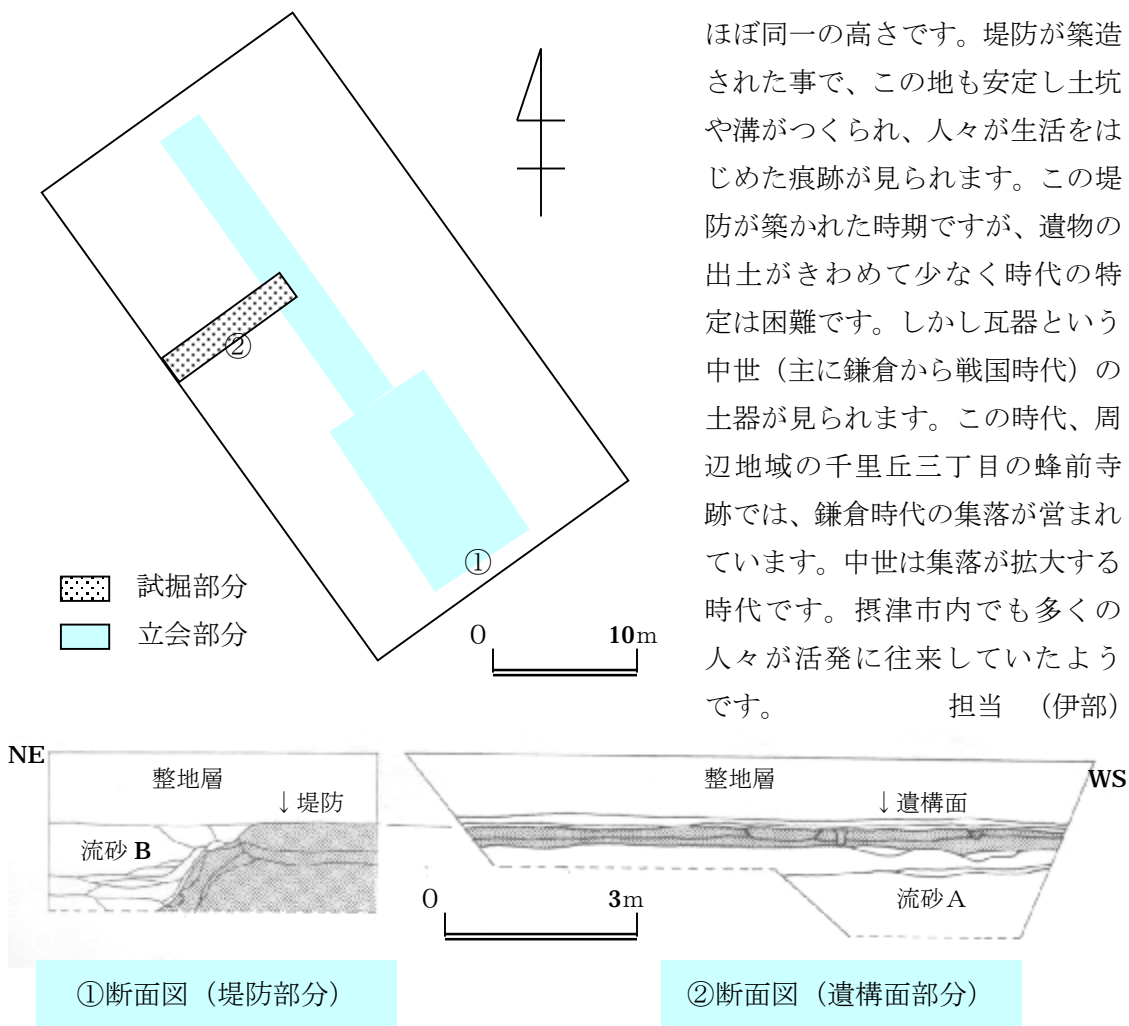 ほぼ同一の高さです。堤防が築造
された事で、この地も安定し土坑
や溝がつくられ、人々が生活をは
じめた痕跡が見られます。この堤
防が築かれた時期ですが、遺物の
出土がきわめて少なく時代の特
定は困難です。しかし瓦器という
中世（主に鎌倉から戦国時代）の
土器が見られます。この時代、周
辺地域の千里丘三丁目の蜂前寺
跡では、鎌倉時代の集落が営まれ
ています。中世は集落が拡大する
時代です。摂津市内でも多くの
人々が活発に往来していたよう
です。 担当 （伊部）
②
①
試掘部分
立会部分
0 10m
NE
整地層
↓堤防
流砂 B
整地層
↓遺構面
WS
流砂A
0 3m
①断面図（堤防部分）
②断面図（遺構面部分）